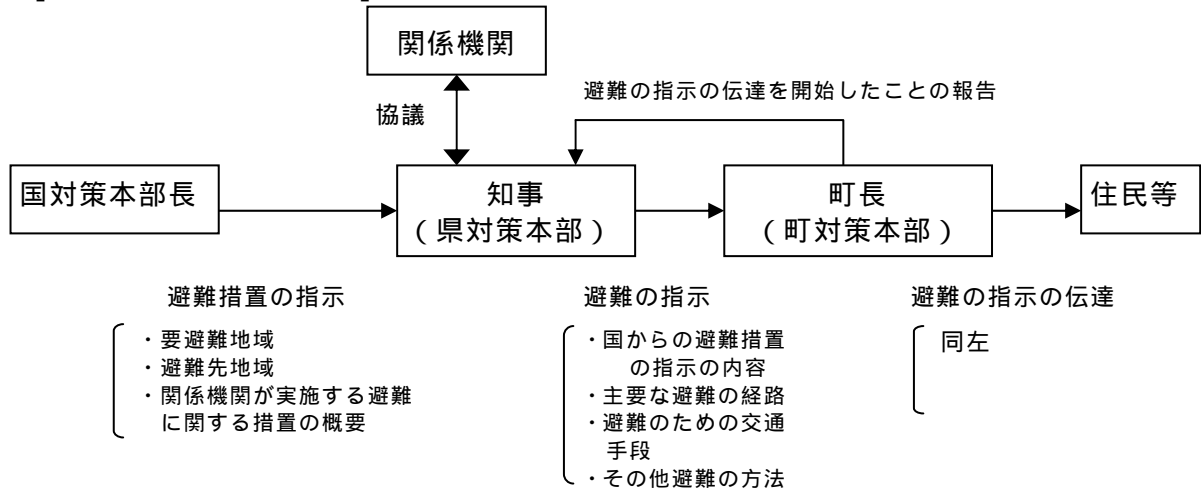 関係機関
協議
避難の指示の伝達を開始したことの報告
国対策本部長
知事
(県対策本部)
町長
(町対策本部)
住民等
避難措置の指示
・要避難地域
・避難先地域
・関係機関が実施する避難
に関する措置の概要
避難の指示
・国からの避難措置
の指示の内容
・主要な避難の経路
・避難のための交通
手段
・その他避難の方法
避難の指示の伝達
同左